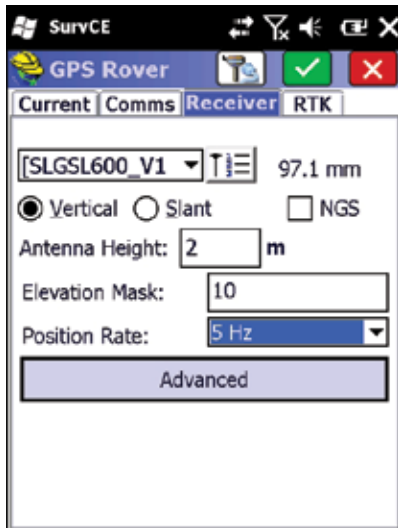 SurvCE
GPS Rover
Current Comms Receiver RTK
[SLGSL600_V1 97.1 mm
Vertical Slant NGS
Antenna Height: 2 m
Elevation Mask: 10
Position Rate: 5 Hz
Advanced